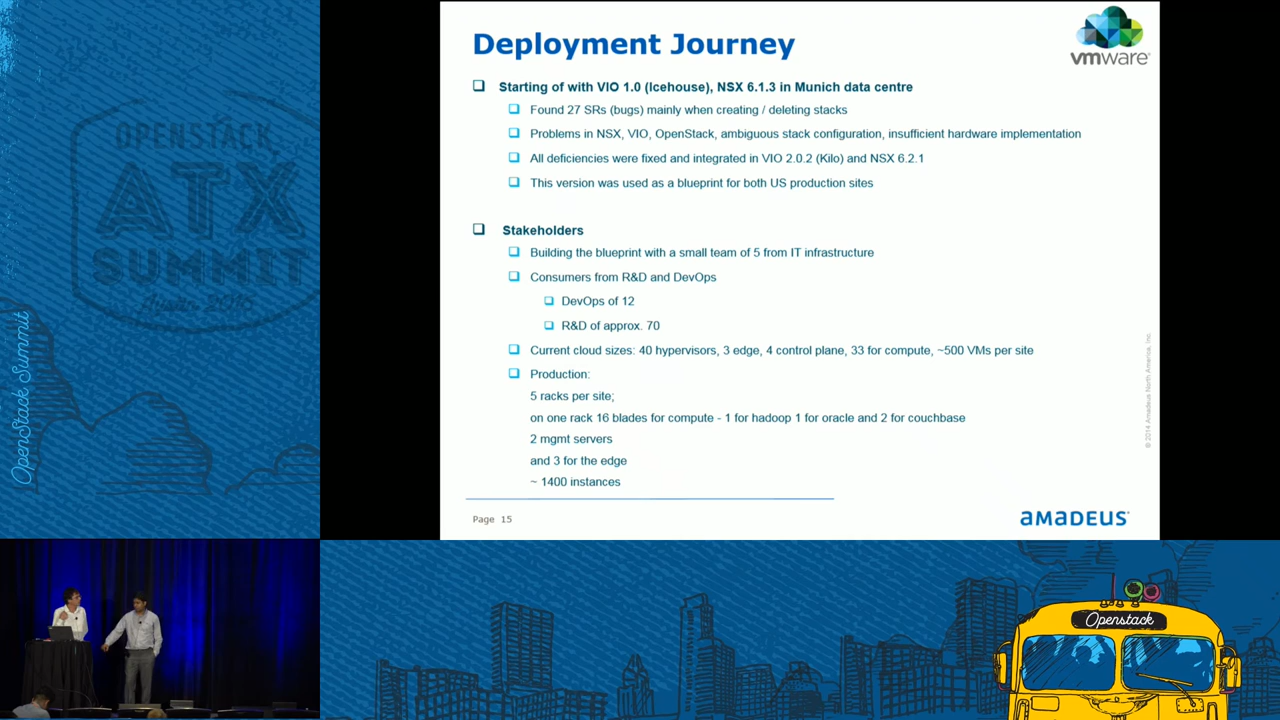 Deployment Journey
vmware
Starting of with VIO 1.0 (Icehouse), NSX 6.1.3 in Munich data centre
Found 27 SRs (bugs) mainly when creating / deleting stacks
Problems in NSX, VIO, OpenStack, ambiguous stack configuration, insufficient hardware implementation
All deficiencies were fixed and integrated in VIO 2.0.2 (Kilo) and NSX 6.2.1
This version was used as a blueprint for both US production sites
Stakeholders
Building the blueprint with a small team of 5 from IT infrastructure
Consumers from R&D and DevOps
DevOps of 12
R&D of approx. 70
Current cloud sizes: 40 hypervisors, 3 edge, 4 control plane, 33 for compute, ~500 VMs per site
Production:
5 racks per site;
on one rack 16 blades for compute - 1 for hadoop 1 for oracle and 2 for couchbase
2 mgmt servers
and 3 for the edge
~ 1400 instances
Page 15
amadeus
© 2014 Amadeus North America, Inc.
OPENSTACK
ATX
SUMMIT
Austin 2016
OpenStack Summit
Openstack